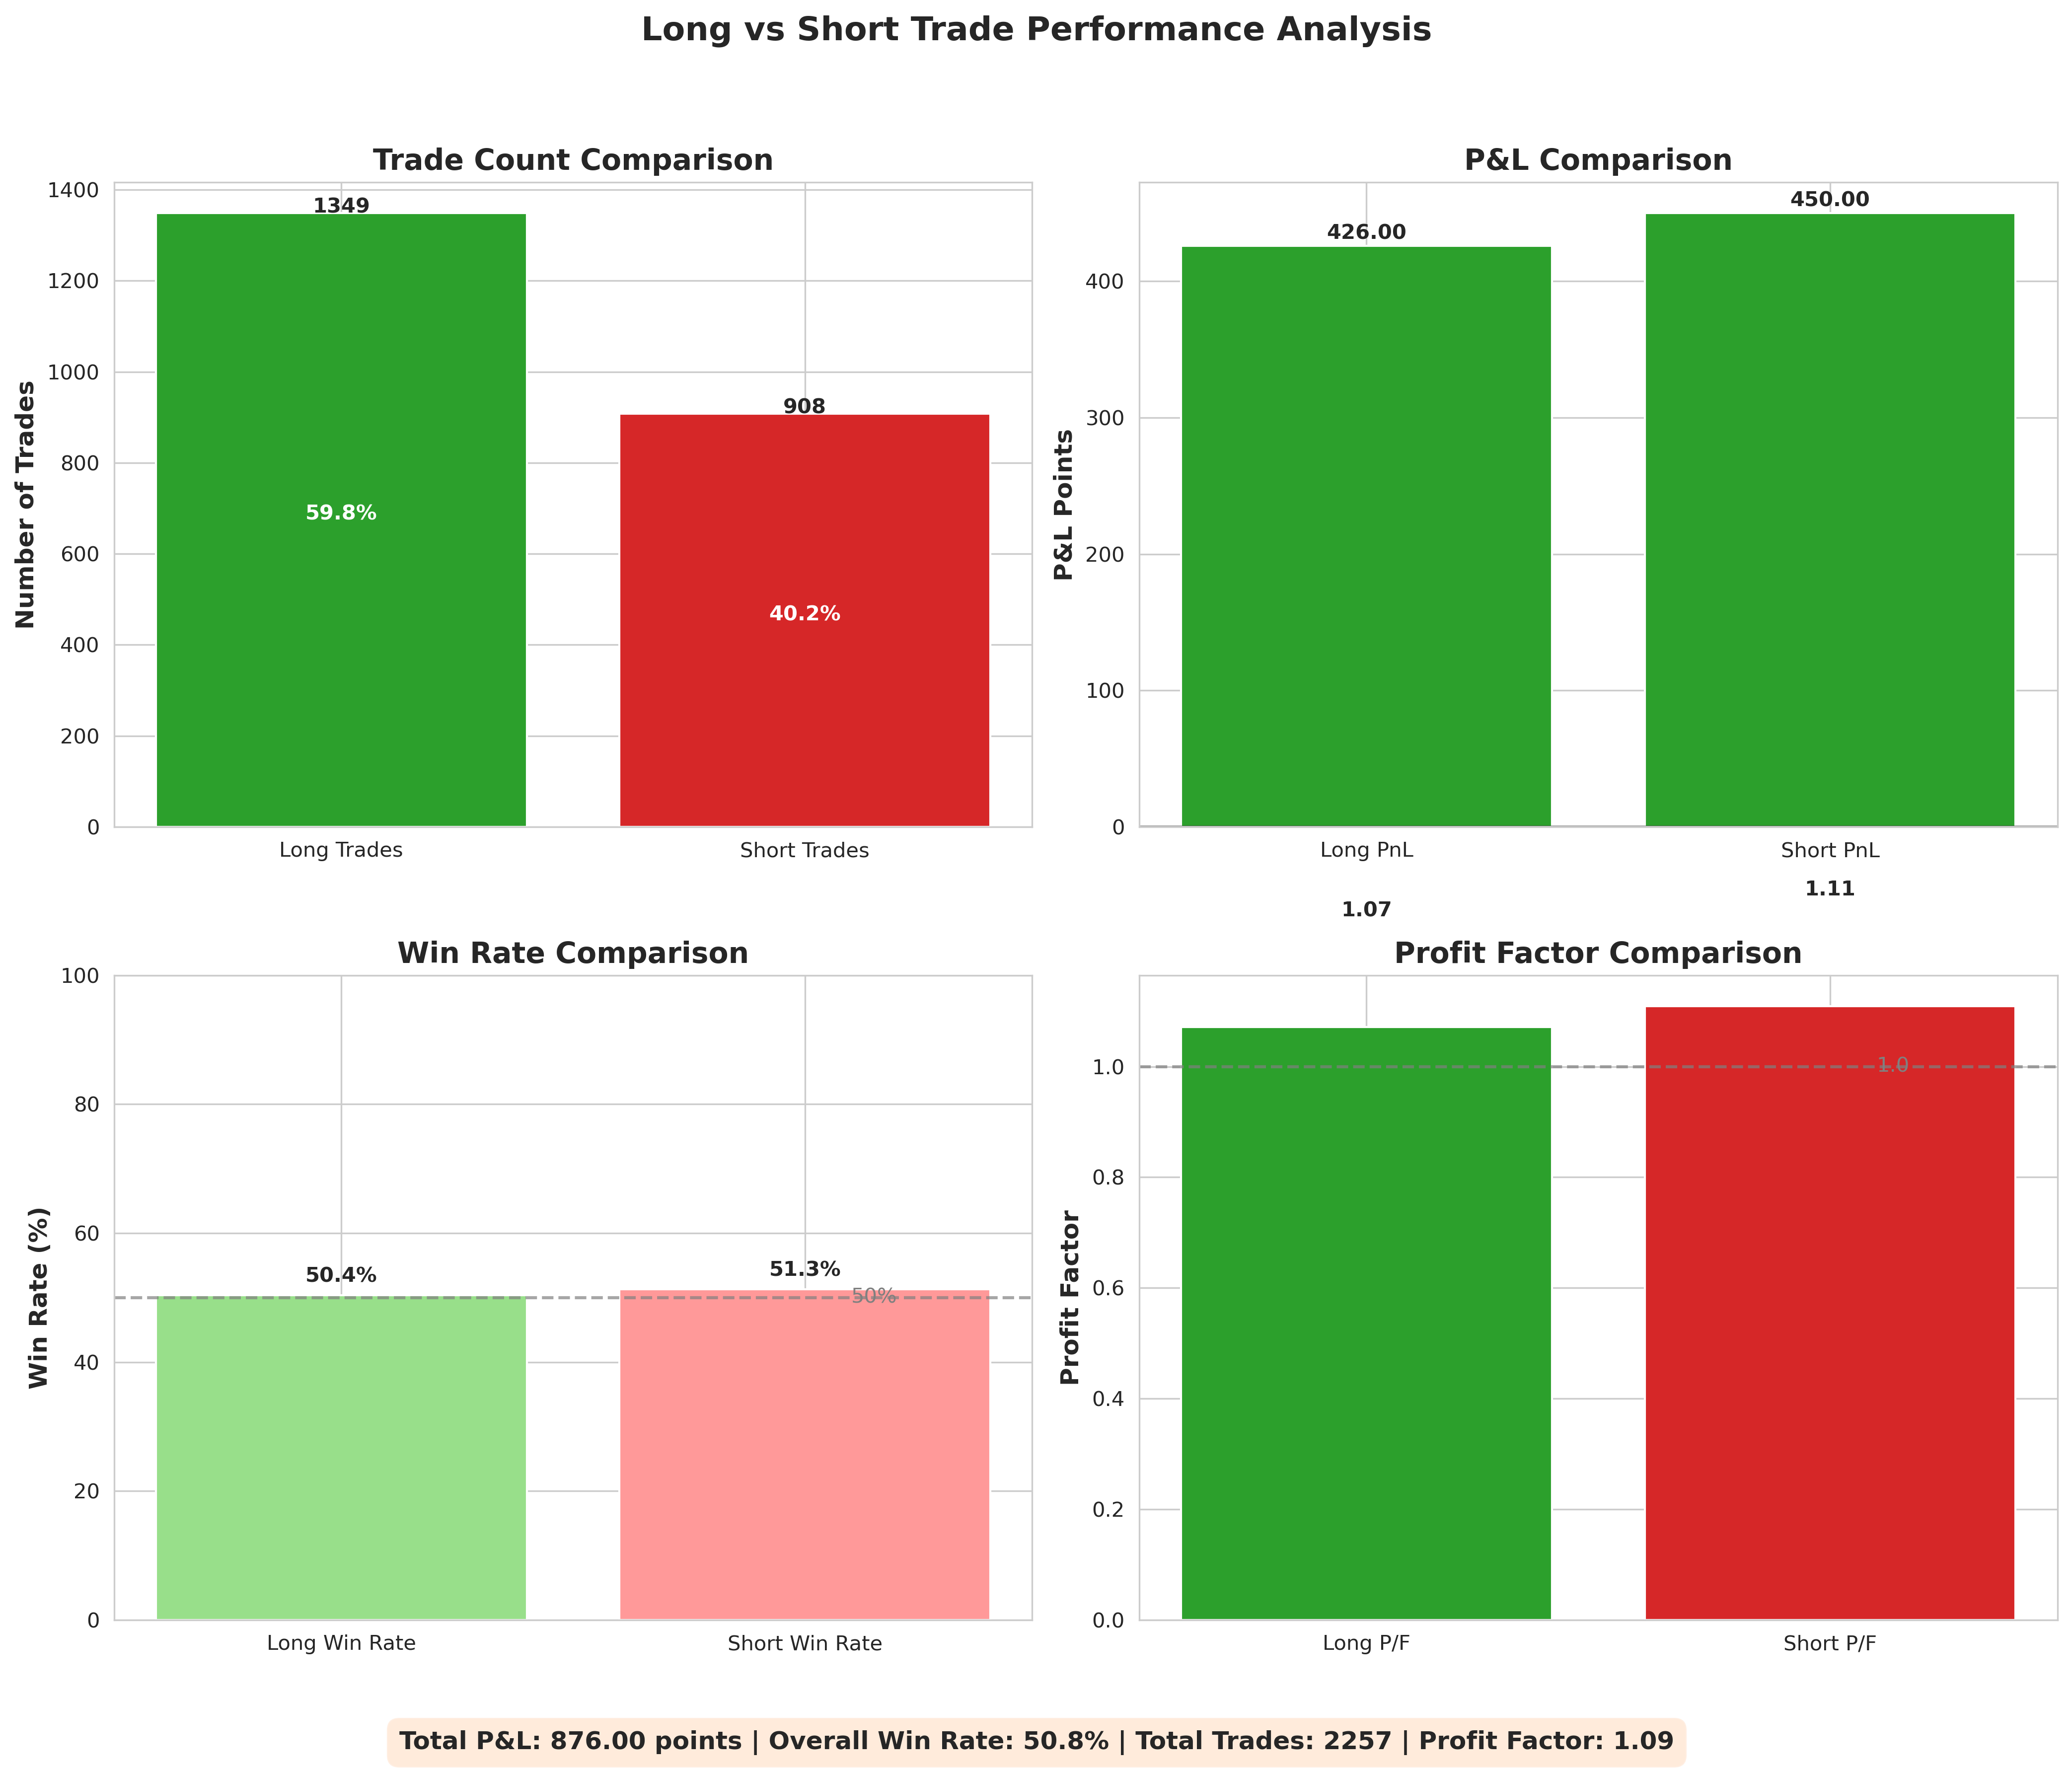 Long vs Short Trade Performance Analysis
Trade Count Comparison
1400
1200
1000
800
600
400
200
0
Number of Trades
1349
59.8%
908
40.2%
Long Trades
Short Trades
P&L Comparison
400
300
200
100
0
P&L Points
426.00
450.00
Long PnL
Short PnL
Win Rate Comparison
100
80
60
40
20
0
Win Rate (%)
50.4%
51.3%
50%
Long Win Rate
Short Win Rate
1.07
1.11
Profit Factor Comparison
1.0
0.8
0.6
0.4
0.2
0.0
Profit Factor
1.0
Long P/F
Short P/F
Total P&L: 876.00 points | Overall Win Rate: 50.8% | Total Trades: 2257 | Profit Factor: 1.09